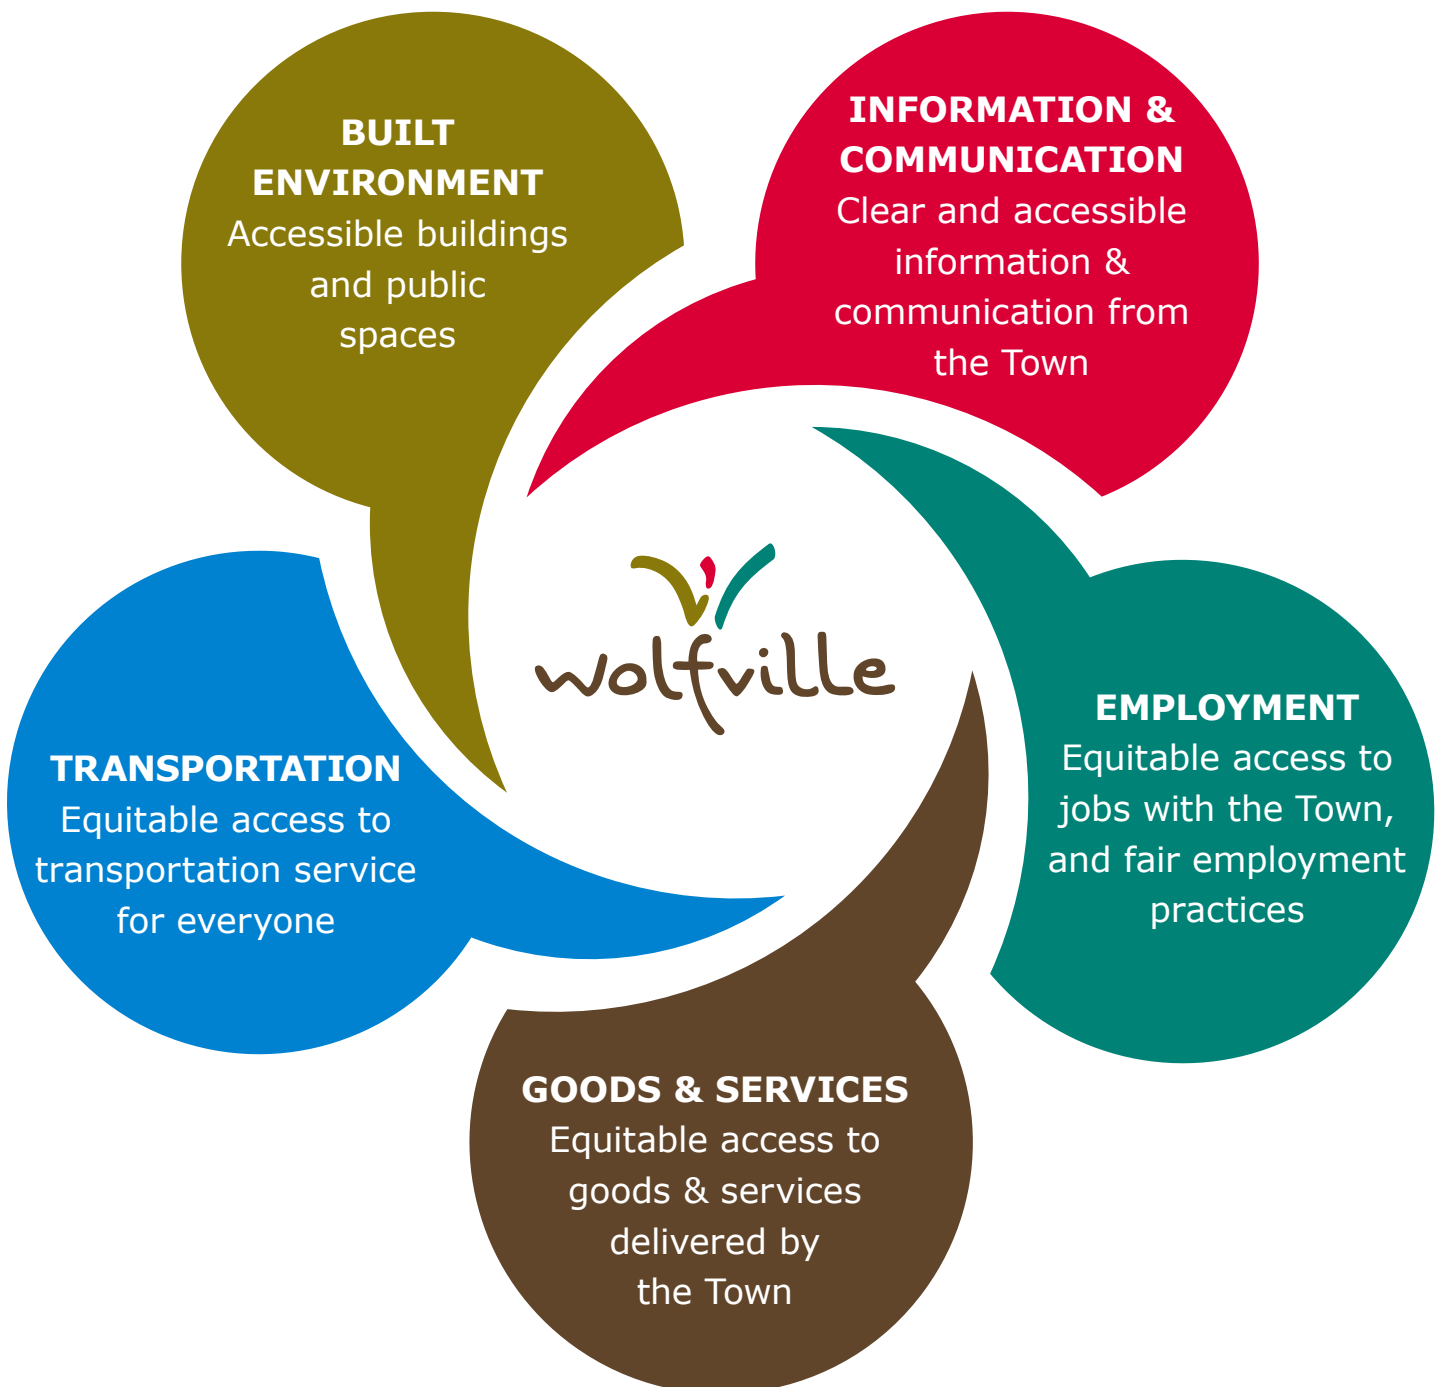 BUILT
ENVIRONMENT
Accessible buildings
and public
spaces
INFORMATION &
COMMUNICATION
Clear and accessible
information &
communication from
the Town
wolfville
EMPLOYMENT
Equitable access to
jobs with the Town,
and fair employment
practices
TRANSPORTATION
Equitable access to
transportation service
for everyone
GOODS & SERVICES
Equitable access to
goods & services
delivered by
the Town